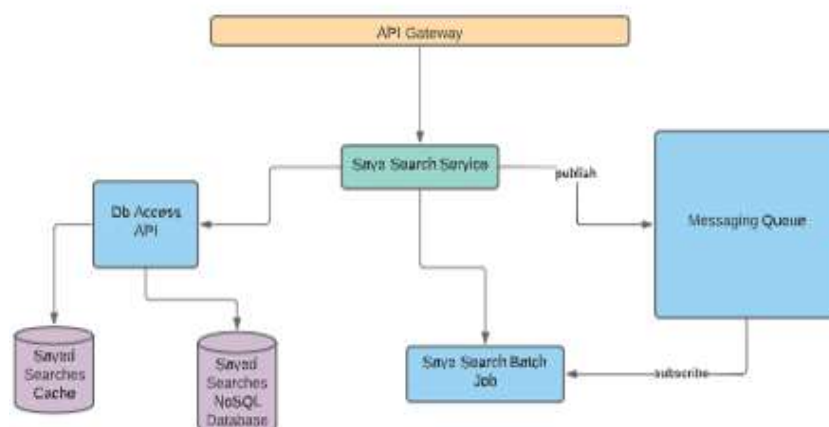 API Gateway
Save Search Service
publish
Db Access
API
Messaging Queue
Saved
Searches
Cache
Saved
Searches
NoSQL
Database
Save Search Batch
Job
subscribe